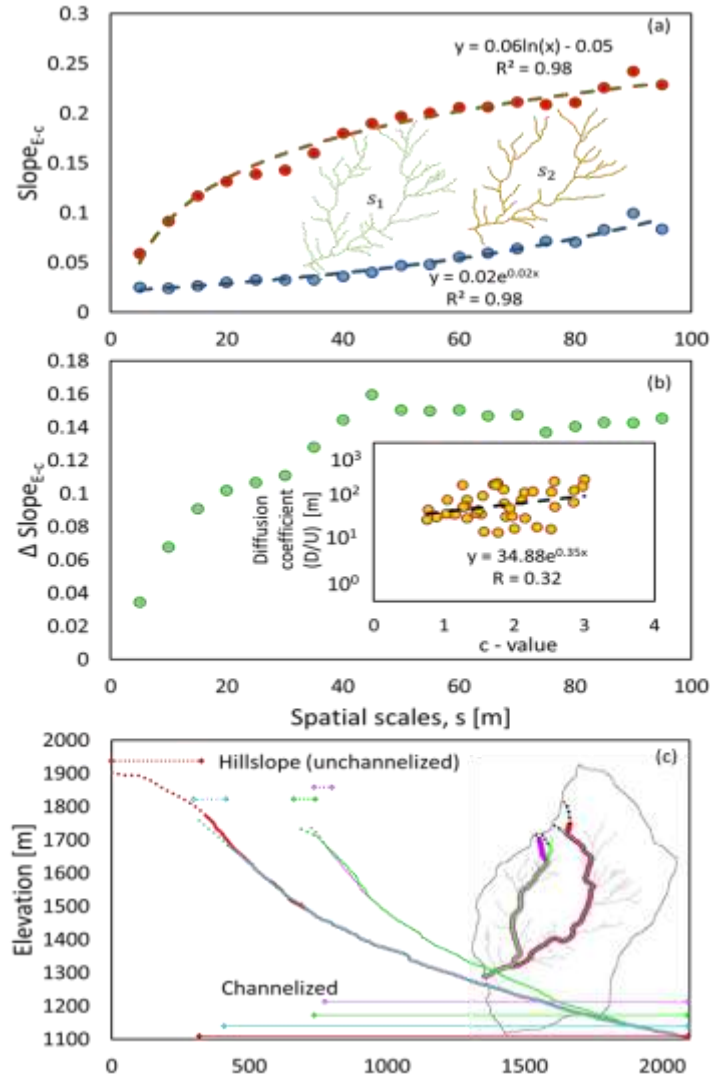 (a)
y = 0.06ln(x) - 0.05
R² = 0.98
0.3
0.25
0.2
0.15
0.1
0.05
0
Slope_E-c
s₁
s₂
y = 0.02e^0.02x
R² = 0.98
0 20 40 60 80 100
(b)
0.18
0.16
0.14
0.12
0.1
0.08
0.06
0.04
0.02
0
Δ Slope_E-c
10³
10²
10¹
10⁰
Diffusion
coefficient
(D/U) [m]
y = 34.88e^0.35x
R = 0.32
0 1 2 3 4
c - value
0 20 40 60 80 100
Spatial scales, s [m]
(c)
2000
1900
1800
1700
1600
1500
1400
1300
1200
1100
Elevation [m]
Hillslope (unchannelized)
Channelized
0 500 1000 1500 2000